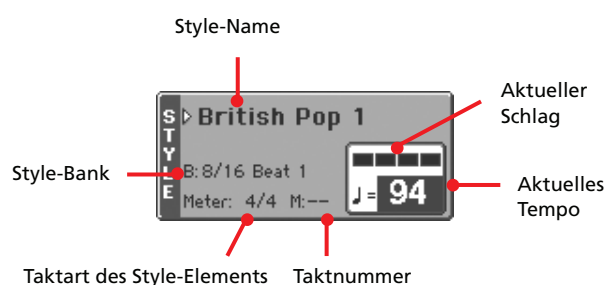 Style-Name
Aktueller
Schlag
STYLE
British Pop 1
Style-Bank
B: 8/16 Beat 1
Meter: 4/4 M:--
♩= 94
Aktuelles
Tempo
Taktart des Style-Elements
Taktnummer